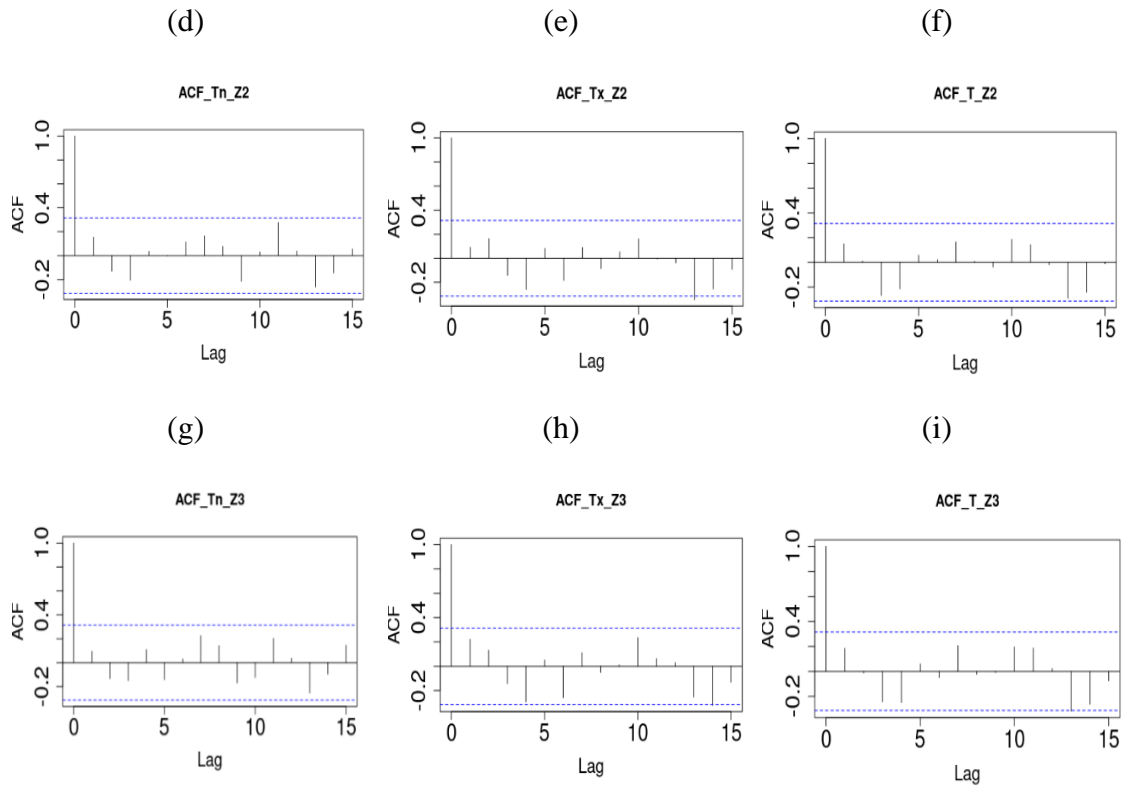 (d) (e) (f)
ACF_Tn_Z2 ACF_Tx_Z2 ACF_T_Z2
ACF 1.0 0.4 -0.2
0 5 10 15
Lag
ACF 1.0 0.4 -0.2
0 5 10 15
Lag
ACF 1.0 0.4 -0.2
0 5 10 15
Lag
(g) (h) (i)
ACF_Tn_Z3 ACF_Tx_Z3 ACF_T_Z3
ACF 1.0 0.4 -0.2
0 5 10 15
Lag
ACF 1.0 0.4 -0.2
0 5 10 15
Lag
ACF 1.0 0.4 -0.2
0 5 10 15
Lag